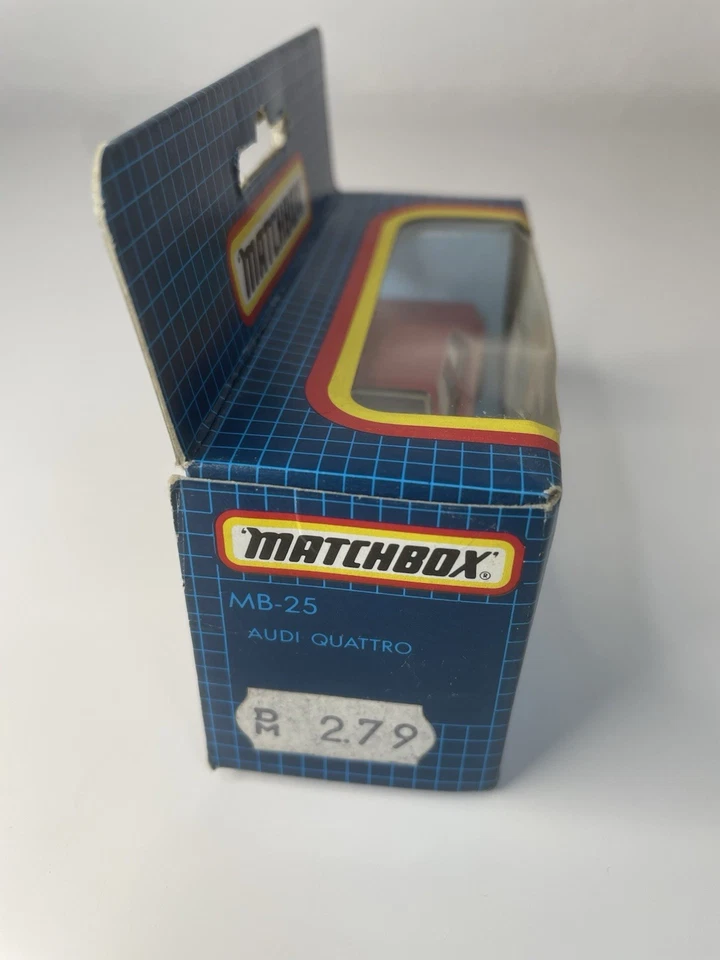 MATCHBOX
'MATCHBOX'®
MB-25
AUDI QUATTRO
DM 2.79